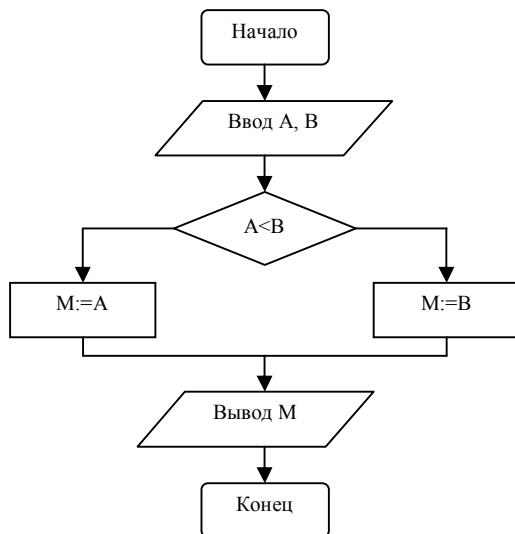 Начало
Ввод A, B
A<B
M:=A
M:=B
Вывод M
Конец